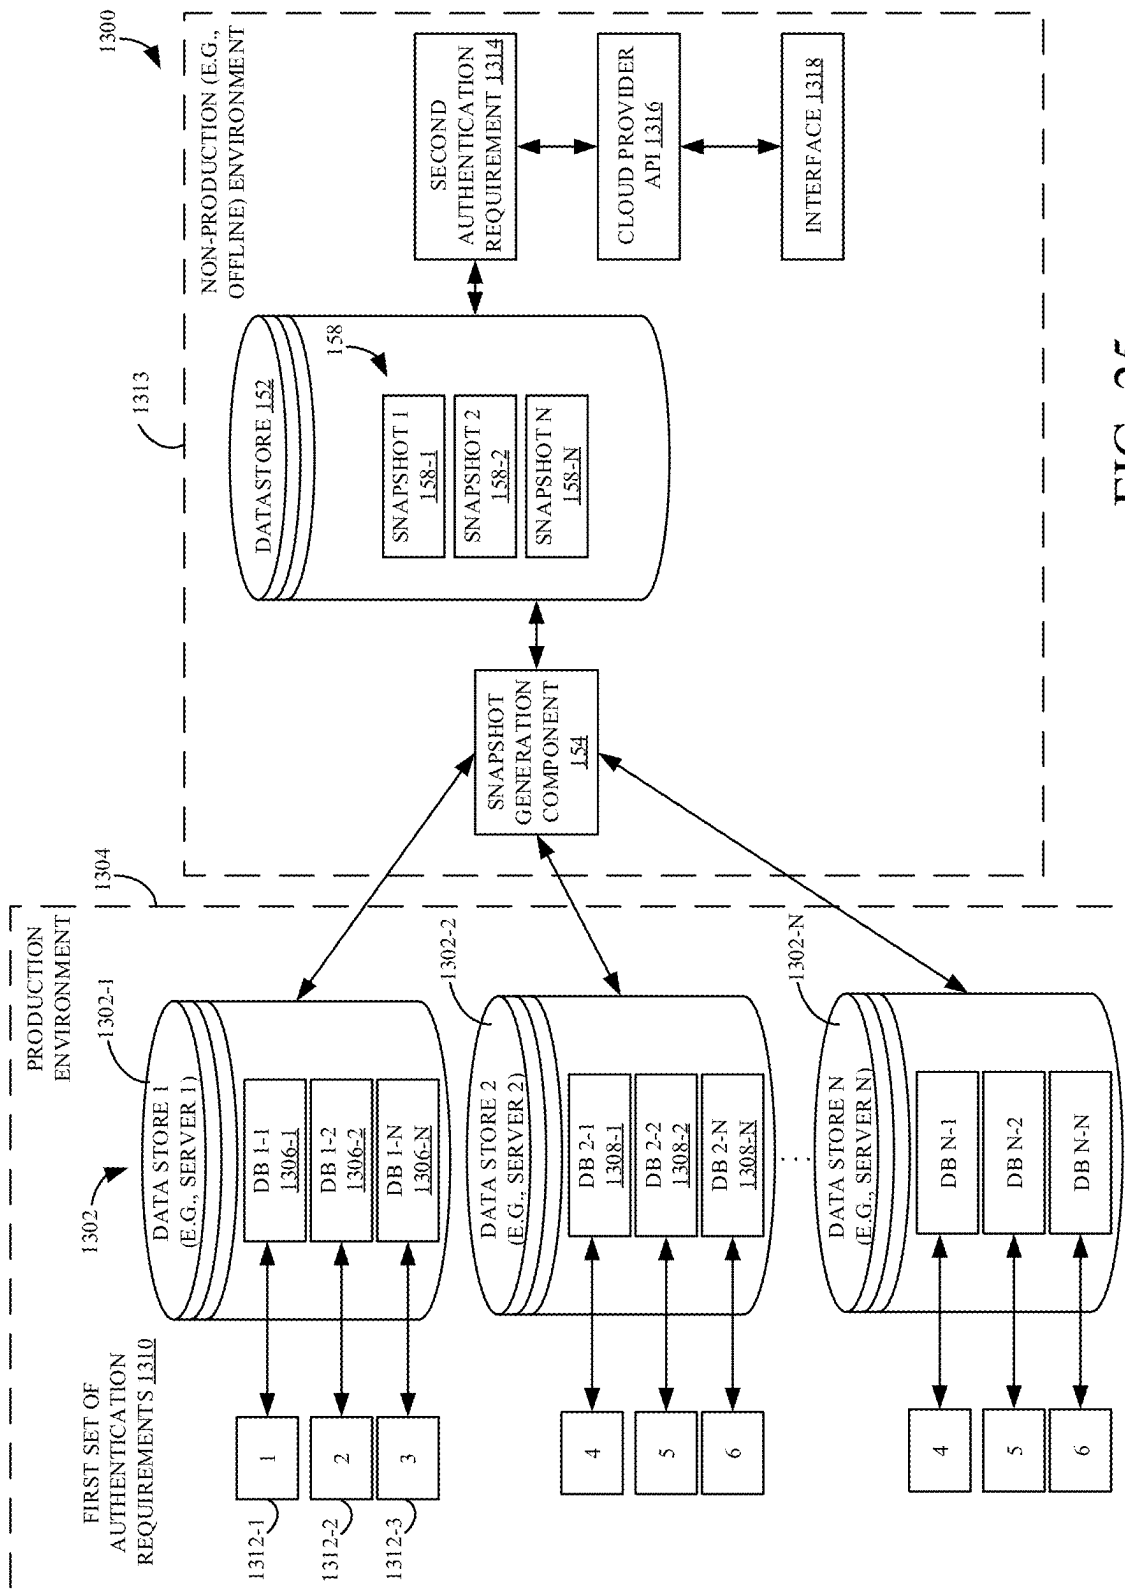 1300
NON-PRODUCTION (E.G.,
OFFLINE) ENVIRONMENT
1313
1304
PRODUCTION
ENVIRONMENT
FIRST SET OF
AUTHENTICATION
REQUIREMENTS 1310
1302
1302-1
DATA STORE 1
(E.G., SERVER 1)
DB 1-1
1306-1
DB 1-2
1306-2
DB 1-N
1306-N
1
2
3
1312-1
1312-2
1312-3
1302-2
DATA STORE 2
(E.G., SERVER 2)
DB 2-1
1308-1
DB 2-2
1308-2
DB 2-N
1308-N
4
5
6
...
1302-N
DATA STORE N
(E.G., SERVER N)
DB N-1
DB N-2
DB N-N
4
5
6
SNAPSHOT
GENERATION
COMPONENT
154
DATASTORE 152
158
SNAPSHOT 1
158-1
SNAPSHOT 2
158-2
SNAPSHOT N
158-N
SECOND
AUTHENTICATION
REQUIREMENT 1314
CLOUD PROVIDER
API 1316
INTERFACE 1318